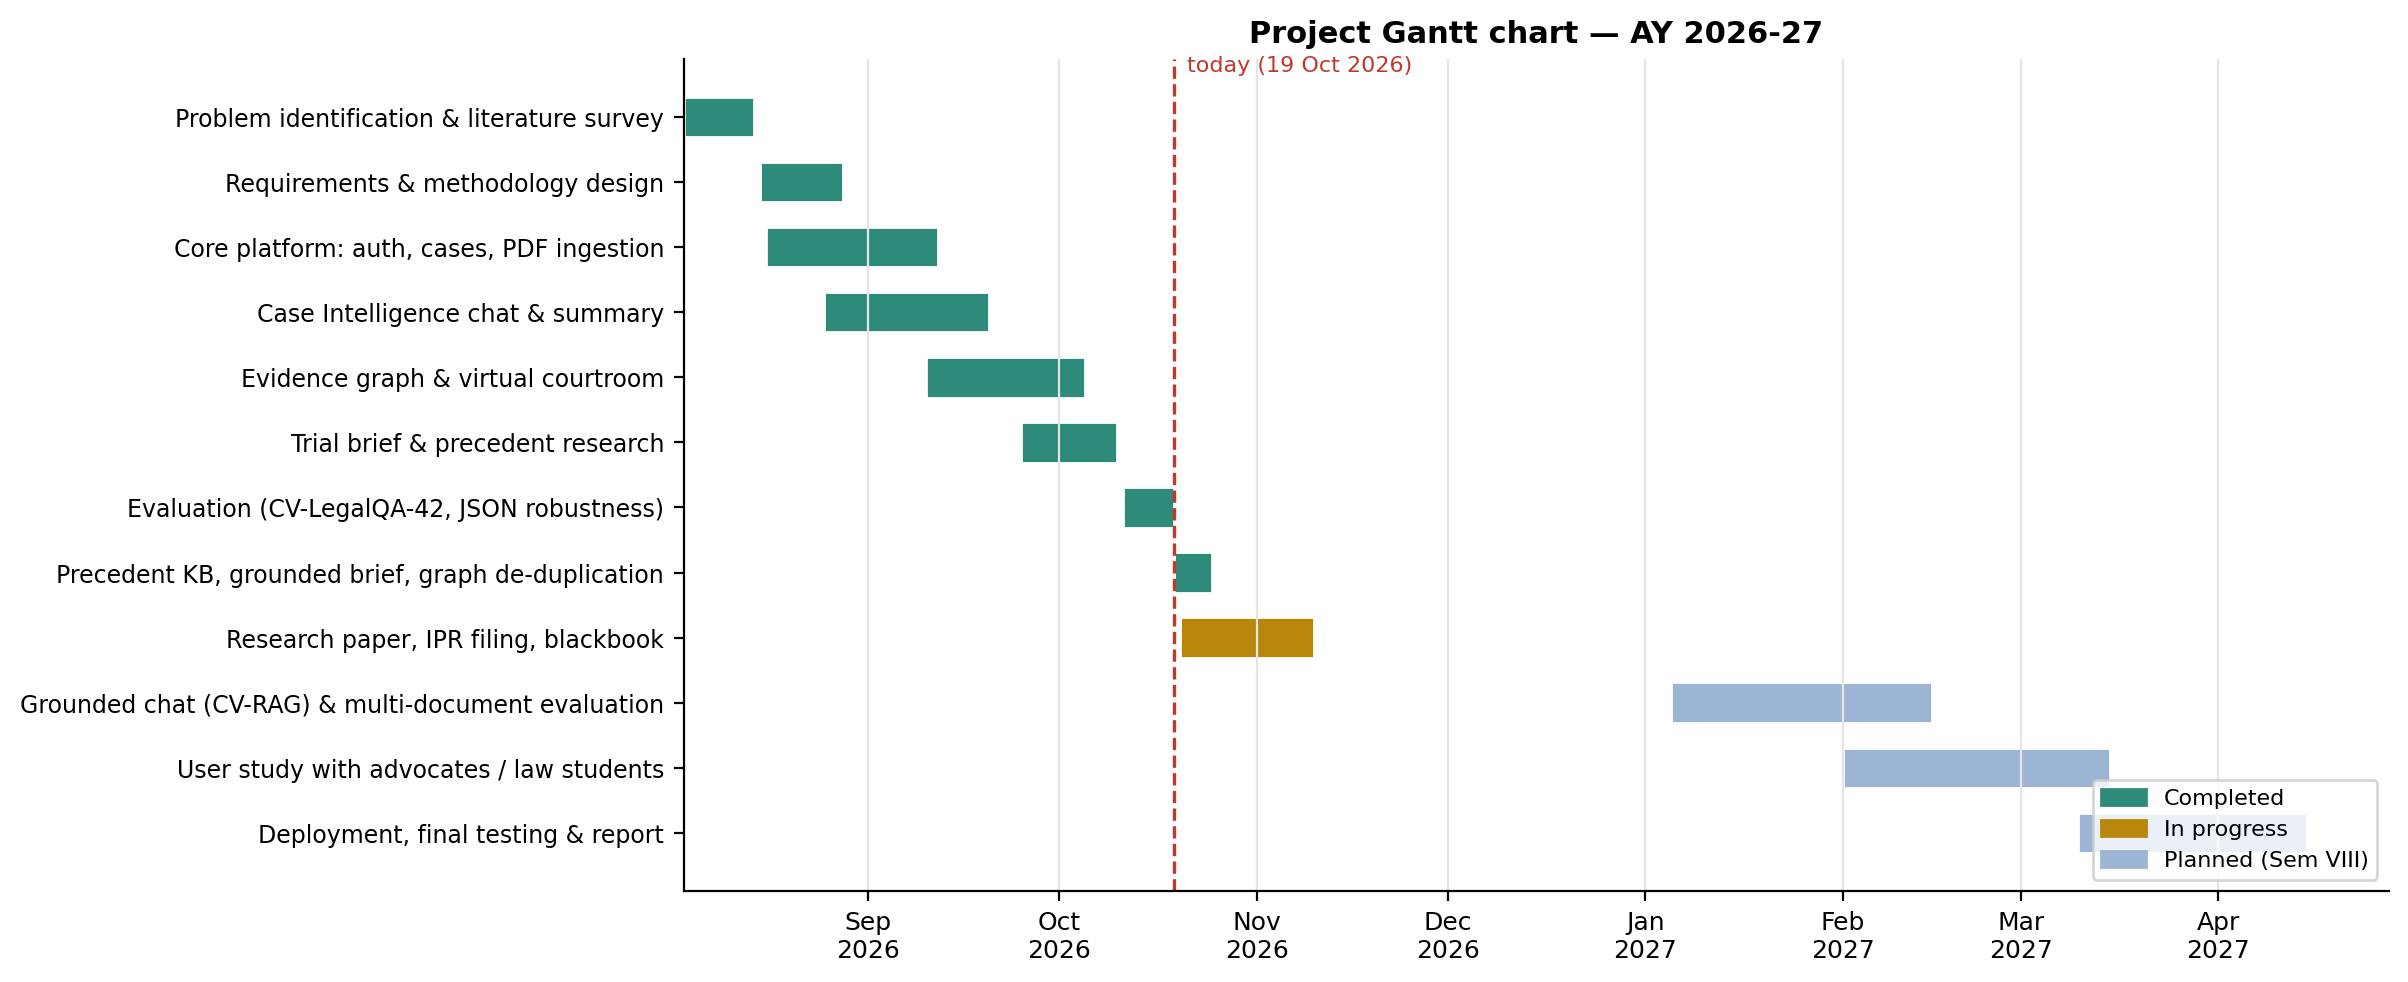 Project Gantt chart — AY 2026-27
today (19 Oct 2026)
Problem identification & literature survey
Requirements & methodology design
Core platform: auth, cases, PDF ingestion
Case Intelligence chat & summary
Evidence graph & virtual courtroom
Trial brief & precedent research
Evaluation (CV-LegalQA-42, JSON robustness)
Precedent KB, grounded brief, graph de-duplication
Research paper, IPR filing, blackbook
Grounded chat (CV-RAG) & multi-document evaluation
User study with advocates / law students
Deployment, final testing & report
Completed
In progress
Planned (Sem VIII)
Sep Oct Nov Dec Jan Feb Mar Apr
2026 2026 2026 2026 2027 2027 2027 2027